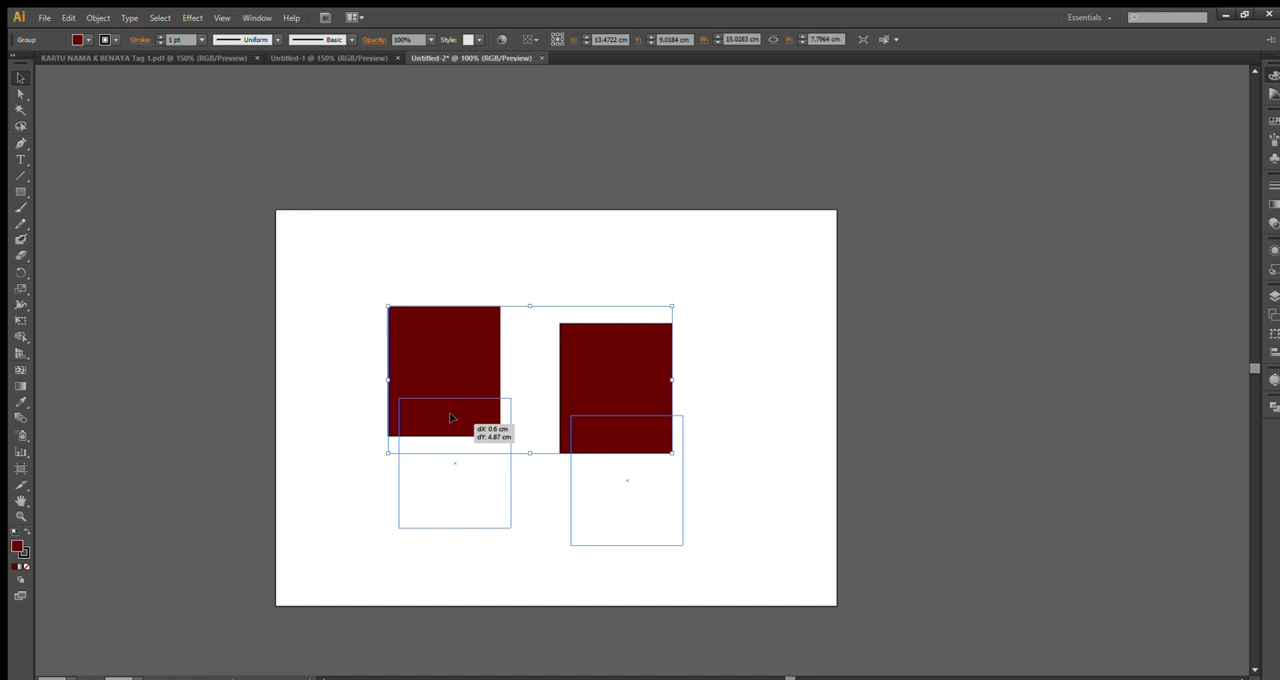 Ai File Edit Object Type Select Effect View Window Help Essentials
Group Stroke: 1 pt Uniform Basic Opacity: 100% Style: X: 13.4722 cm Y: 9.0184 cm W: 15.0283 cm H: 7.7964 cm
KARTU NAMA K BENAYA Tag 1.pdf @ 150% (RGB/Preview) × Untitled-1 @ 150% (RGB/Preview) × Untitled-2* @ 100% (RGB/Preview) ×
dX: 0.6 cm
dY: 4.87 cm